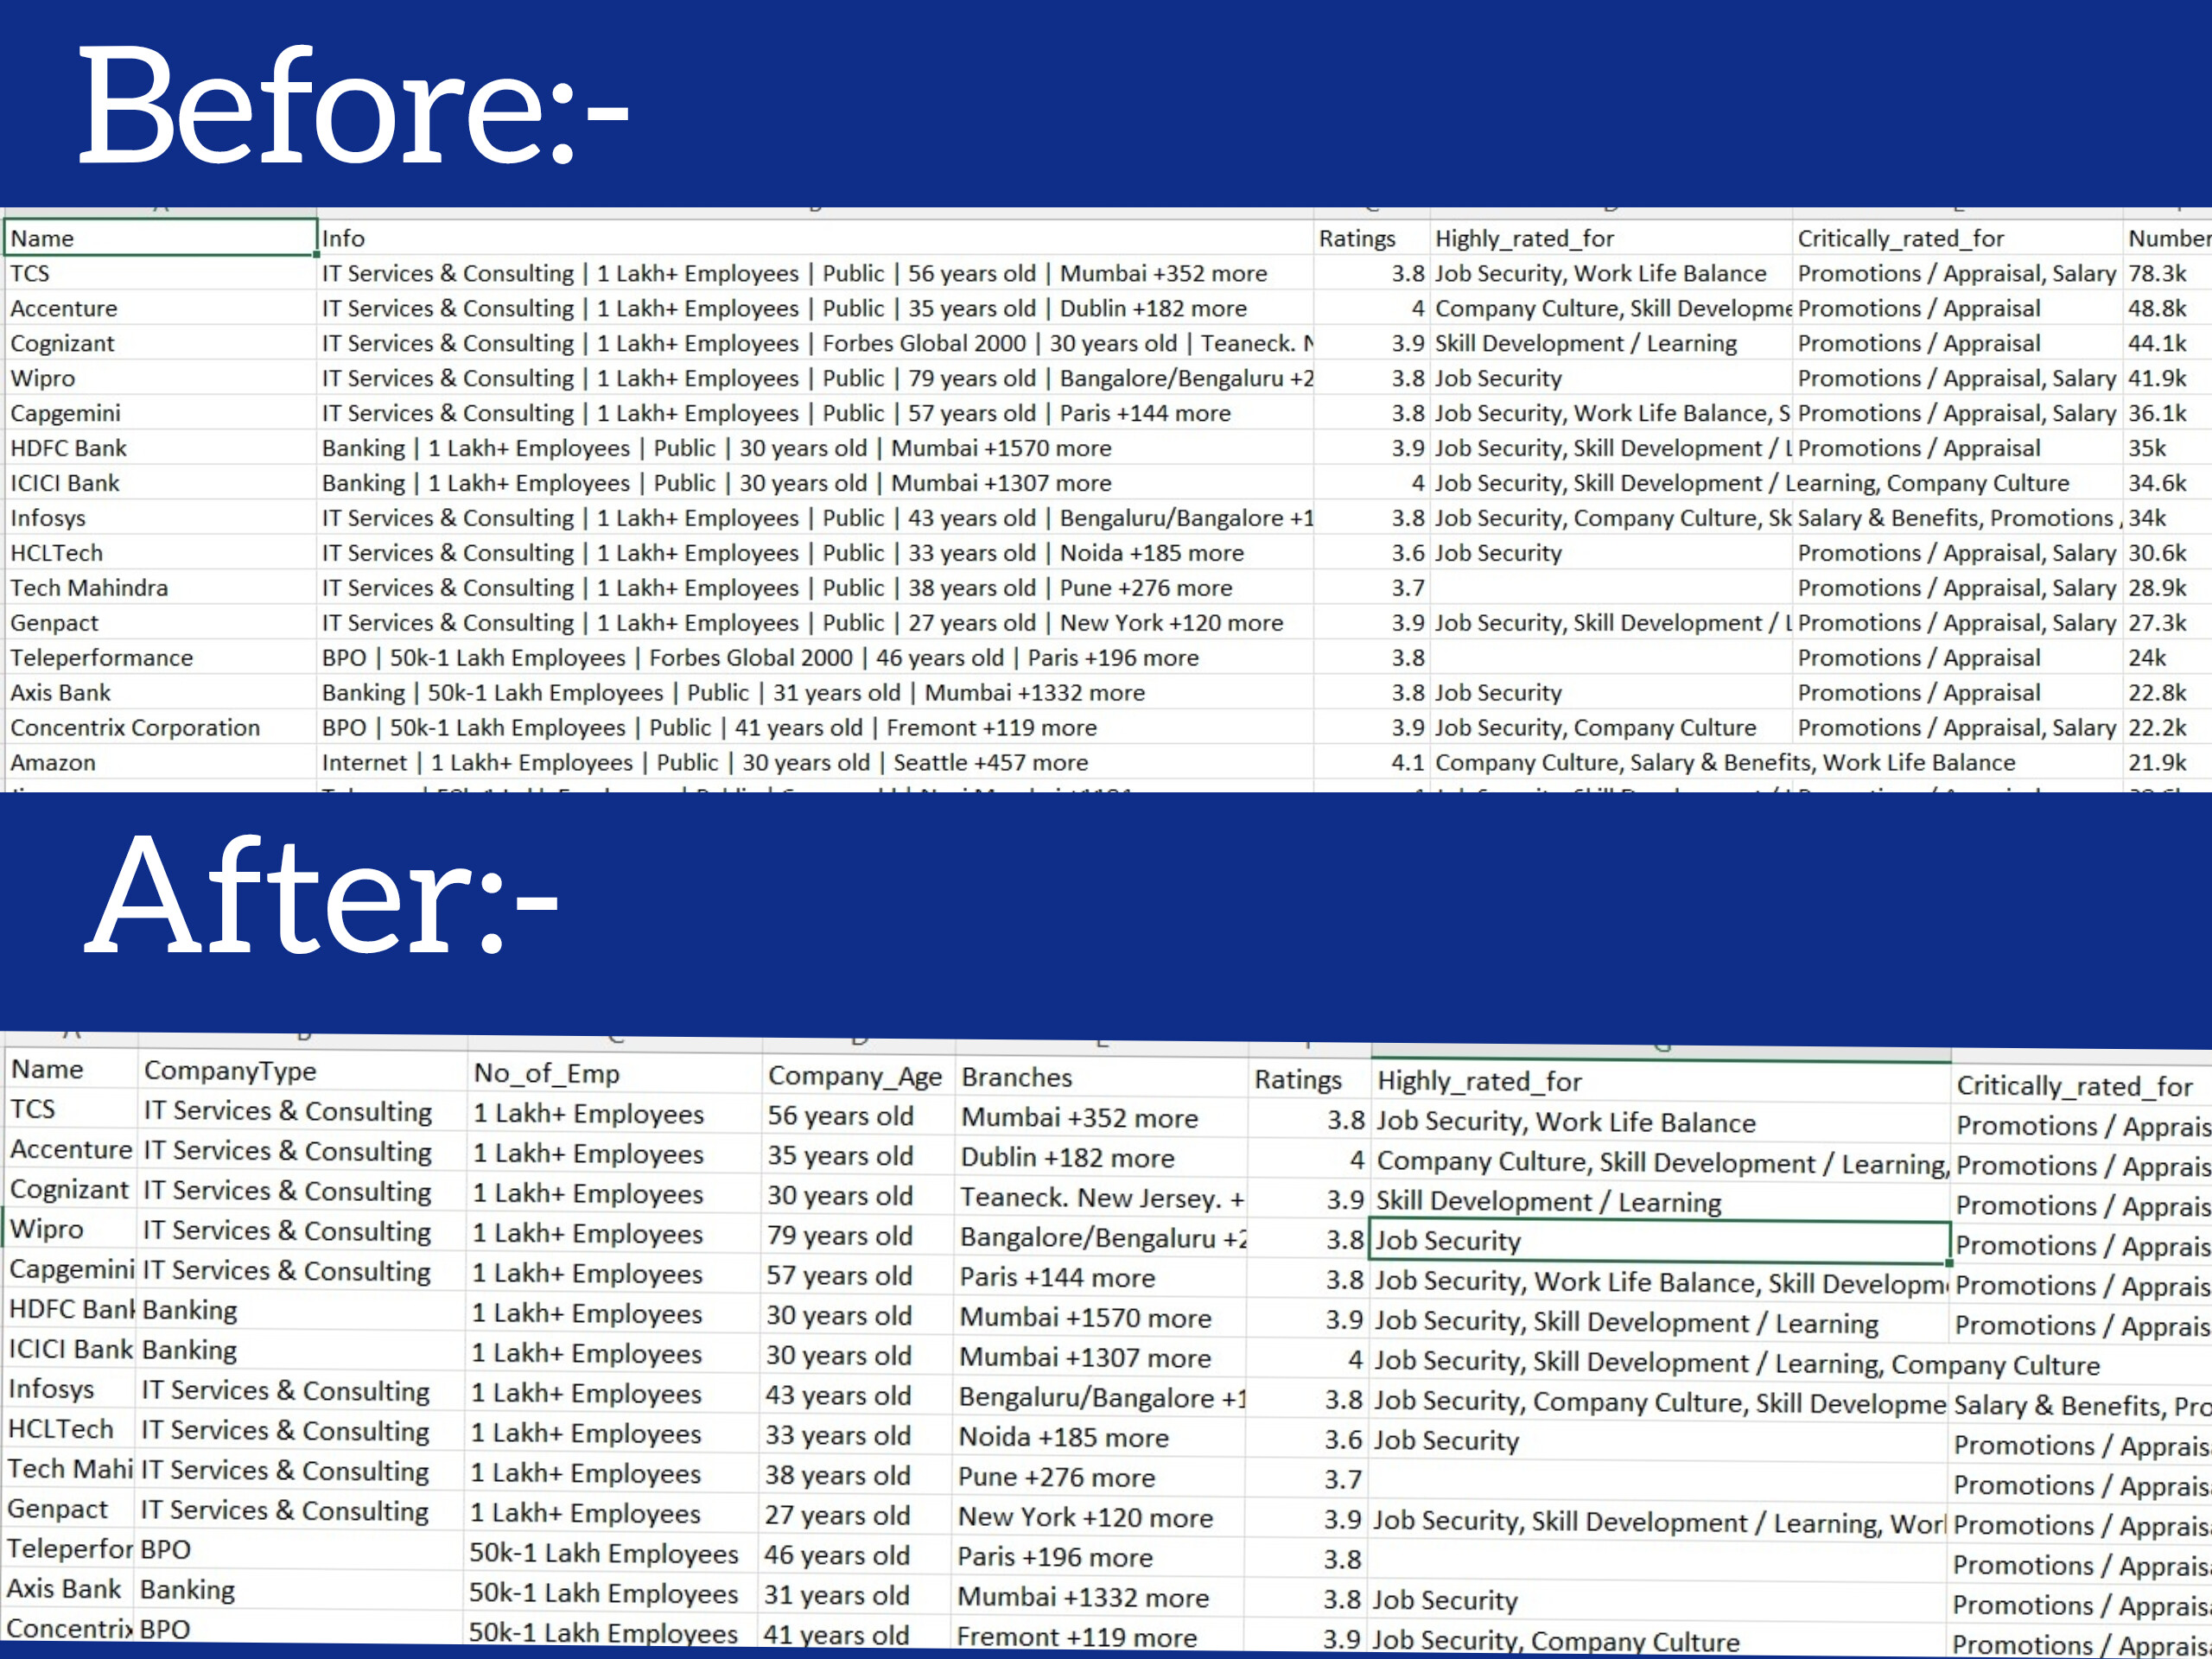 Before:-
Name Info Ratings Highly_rated_for Critically_rated_for Number
TCS IT Services & Consulting | 1 Lakh+ Employees | Public | 56 years old | Mumbai +352 more 3.8 Job Security, Work Life Balance Promotions / Appraisal, Salary 78.3k
Accenture IT Services & Consulting | 1 Lakh+ Employees | Public | 35 years old | Dublin +182 more 4 Company Culture, Skill Developme Promotions / Appraisal 48.8k
Cognizant IT Services & Consulting | 1 Lakh+ Employees | Forbes Global 2000 | 30 years old | Teaneck. N 3.9 Skill Development / Learning Promotions / Appraisal 44.1k
Wipro IT Services & Consulting | 1 Lakh+ Employees | Public | 79 years old | Bangalore/Bengaluru +2 3.8 Job Security Promotions / Appraisal, Salary 41.9k
Capgemini IT Services & Consulting | 1 Lakh+ Employees | Public | 57 years old | Paris +144 more 3.8 Job Security, Work Life Balance, S Promotions / Appraisal, Salary 36.1k
HDFC Bank Banking | 1 Lakh+ Employees | Public | 30 years old | Mumbai +1570 more 3.9 Job Security, Skill Development / L Promotions / Appraisal 35k
ICICI Bank Banking | 1 Lakh+ Employees | Public | 30 years old | Mumbai +1307 more 4 Job Security, Skill Development / Learning, Company Culture 34.6k
Infosys IT Services & Consulting | 1 Lakh+ Employees | Public | 43 years old | Bengaluru/Bangalore +1 3.8 Job Security, Company Culture, Sk Salary & Benefits, Promotions / 34k
HCLTech IT Services & Consulting | 1 Lakh+ Employees | Public | 33 years old | Noida +185 more 3.6 Job Security Promotions / Appraisal, Salary 30.6k
Tech Mahindra IT Services & Consulting | 1 Lakh+ Employees | Public | 38 years old | Pune +276 more 3.7 Promotions / Appraisal, Salary 28.9k
Genpact IT Services & Consulting | 1 Lakh+ Employees | Public | 27 years old | New York +120 more 3.9 Job Security, Skill Development / L Promotions / Appraisal, Salary 27.3k
Teleperformance BPO | 50k-1 Lakh Employees | Forbes Global 2000 | 46 years old | Paris +196 more 3.8 Promotions / Appraisal 24k
Axis Bank Banking | 50k-1 Lakh Employees | Public | 31 years old | Mumbai +1332 more 3.8 Job Security Promotions / Appraisal 22.8k
Concentrix Corporation BPO | 50k-1 Lakh Employees | Public | 41 years old | Fremont +119 more 3.9 Job Security, Company Culture Promotions / Appraisal, Salary 22.2k
Amazon Internet | 1 Lakh+ Employees | Public | 30 years old | Seattle +457 more 4.1 Company Culture, Salary & Benefits, Work Life Balance 21.9k
After:-
Name CompanyType No_of_Emp Company_Age Branches Ratings Highly_rated_for Critically_rated_for
TCS IT Services & Consulting 1 Lakh+ Employees 56 years old Mumbai +352 more 3.8 Job Security, Work Life Balance Promotions / Apprais
Accenture IT Services & Consulting 1 Lakh+ Employees 35 years old Dublin +182 more 4 Company Culture, Skill Development / Learning, Promotions / Apprais
Cognizant IT Services & Consulting 1 Lakh+ Employees 30 years old Teaneck. New Jersey. + 3.9 Skill Development / Learning Promotions / Apprais
Wipro IT Services & Consulting 1 Lakh+ Employees 79 years old Bangalore/Bengaluru +2 3.8 Job Security Promotions / Apprais
Capgemini IT Services & Consulting 1 Lakh+ Employees 57 years old Paris +144 more 3.8 Job Security, Work Life Balance, Skill Developm Promotions / Apprais
HDFC Bank Banking 1 Lakh+ Employees 30 years old Mumbai +1570 more 3.9 Job Security, Skill Development / Learning Promotions / Apprais
ICICI Bank Banking 1 Lakh+ Employees 30 years old Mumbai +1307 more 4 Job Security, Skill Development / Learning, Company Culture
Infosys IT Services & Consulting 1 Lakh+ Employees 43 years old Bengaluru/Bangalore +1 3.8 Job Security, Company Culture, Skill Developme Salary & Benefits, Pro
HCLTech IT Services & Consulting 1 Lakh+ Employees 33 years old Noida +185 more 3.6 Job Security Promotions / Apprais
Tech Mahi IT Services & Consulting 1 Lakh+ Employees 38 years old Pune +276 more 3.7 Promotions / Apprais
Genpact IT Services & Consulting 1 Lakh+ Employees 27 years old New York +120 more 3.9 Job Security, Skill Development / Learning, Worl Promotions / Apprais
Teleperfor BPO 50k-1 Lakh Employees 46 years old Paris +196 more 3.8 Promotions / Apprais
Axis Bank Banking 50k-1 Lakh Employees 31 years old Mumbai +1332 more 3.8 Job Security Promotions / Apprais
Concentrix BPO 50k-1 Lakh Employees 41 years old Fremont +119 more 3.9 Job Security, Company Culture Promotions / Apprais